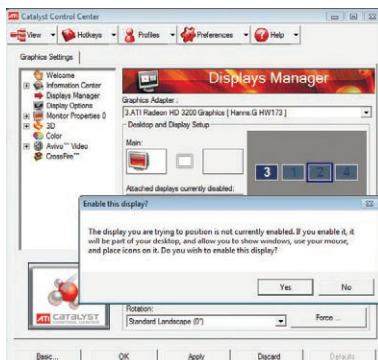 Catalyst Control Center
View Hotkeys Profiles Preferences Help
Graphics Settings
Welcome
Information Center
Displays Manager
Display Options
Monitor Properties 0
3D
Color
Avivo™ Video
CrossFire™
Displays Manager
Graphics Adapter:
3.ATI Radeon HD 3200 Graphics [ Hanns.G HW173 ]
Desktop and Display Setup
Main:
3 1 2 4
Attached displays currently disabled:
Enable this display?
The display you are trying to position is not currently enabled. If you enable it, it
will be part of your desktop, and allow you to show windows, use your mouse,
and place icons on it. Do you wish to enable this display?
Yes No
ATI CATALYST
CONTROL CENTER
Rotation:
Standard Landscape (0°)
Force ...
Basic... OK Apply Discard Defaults